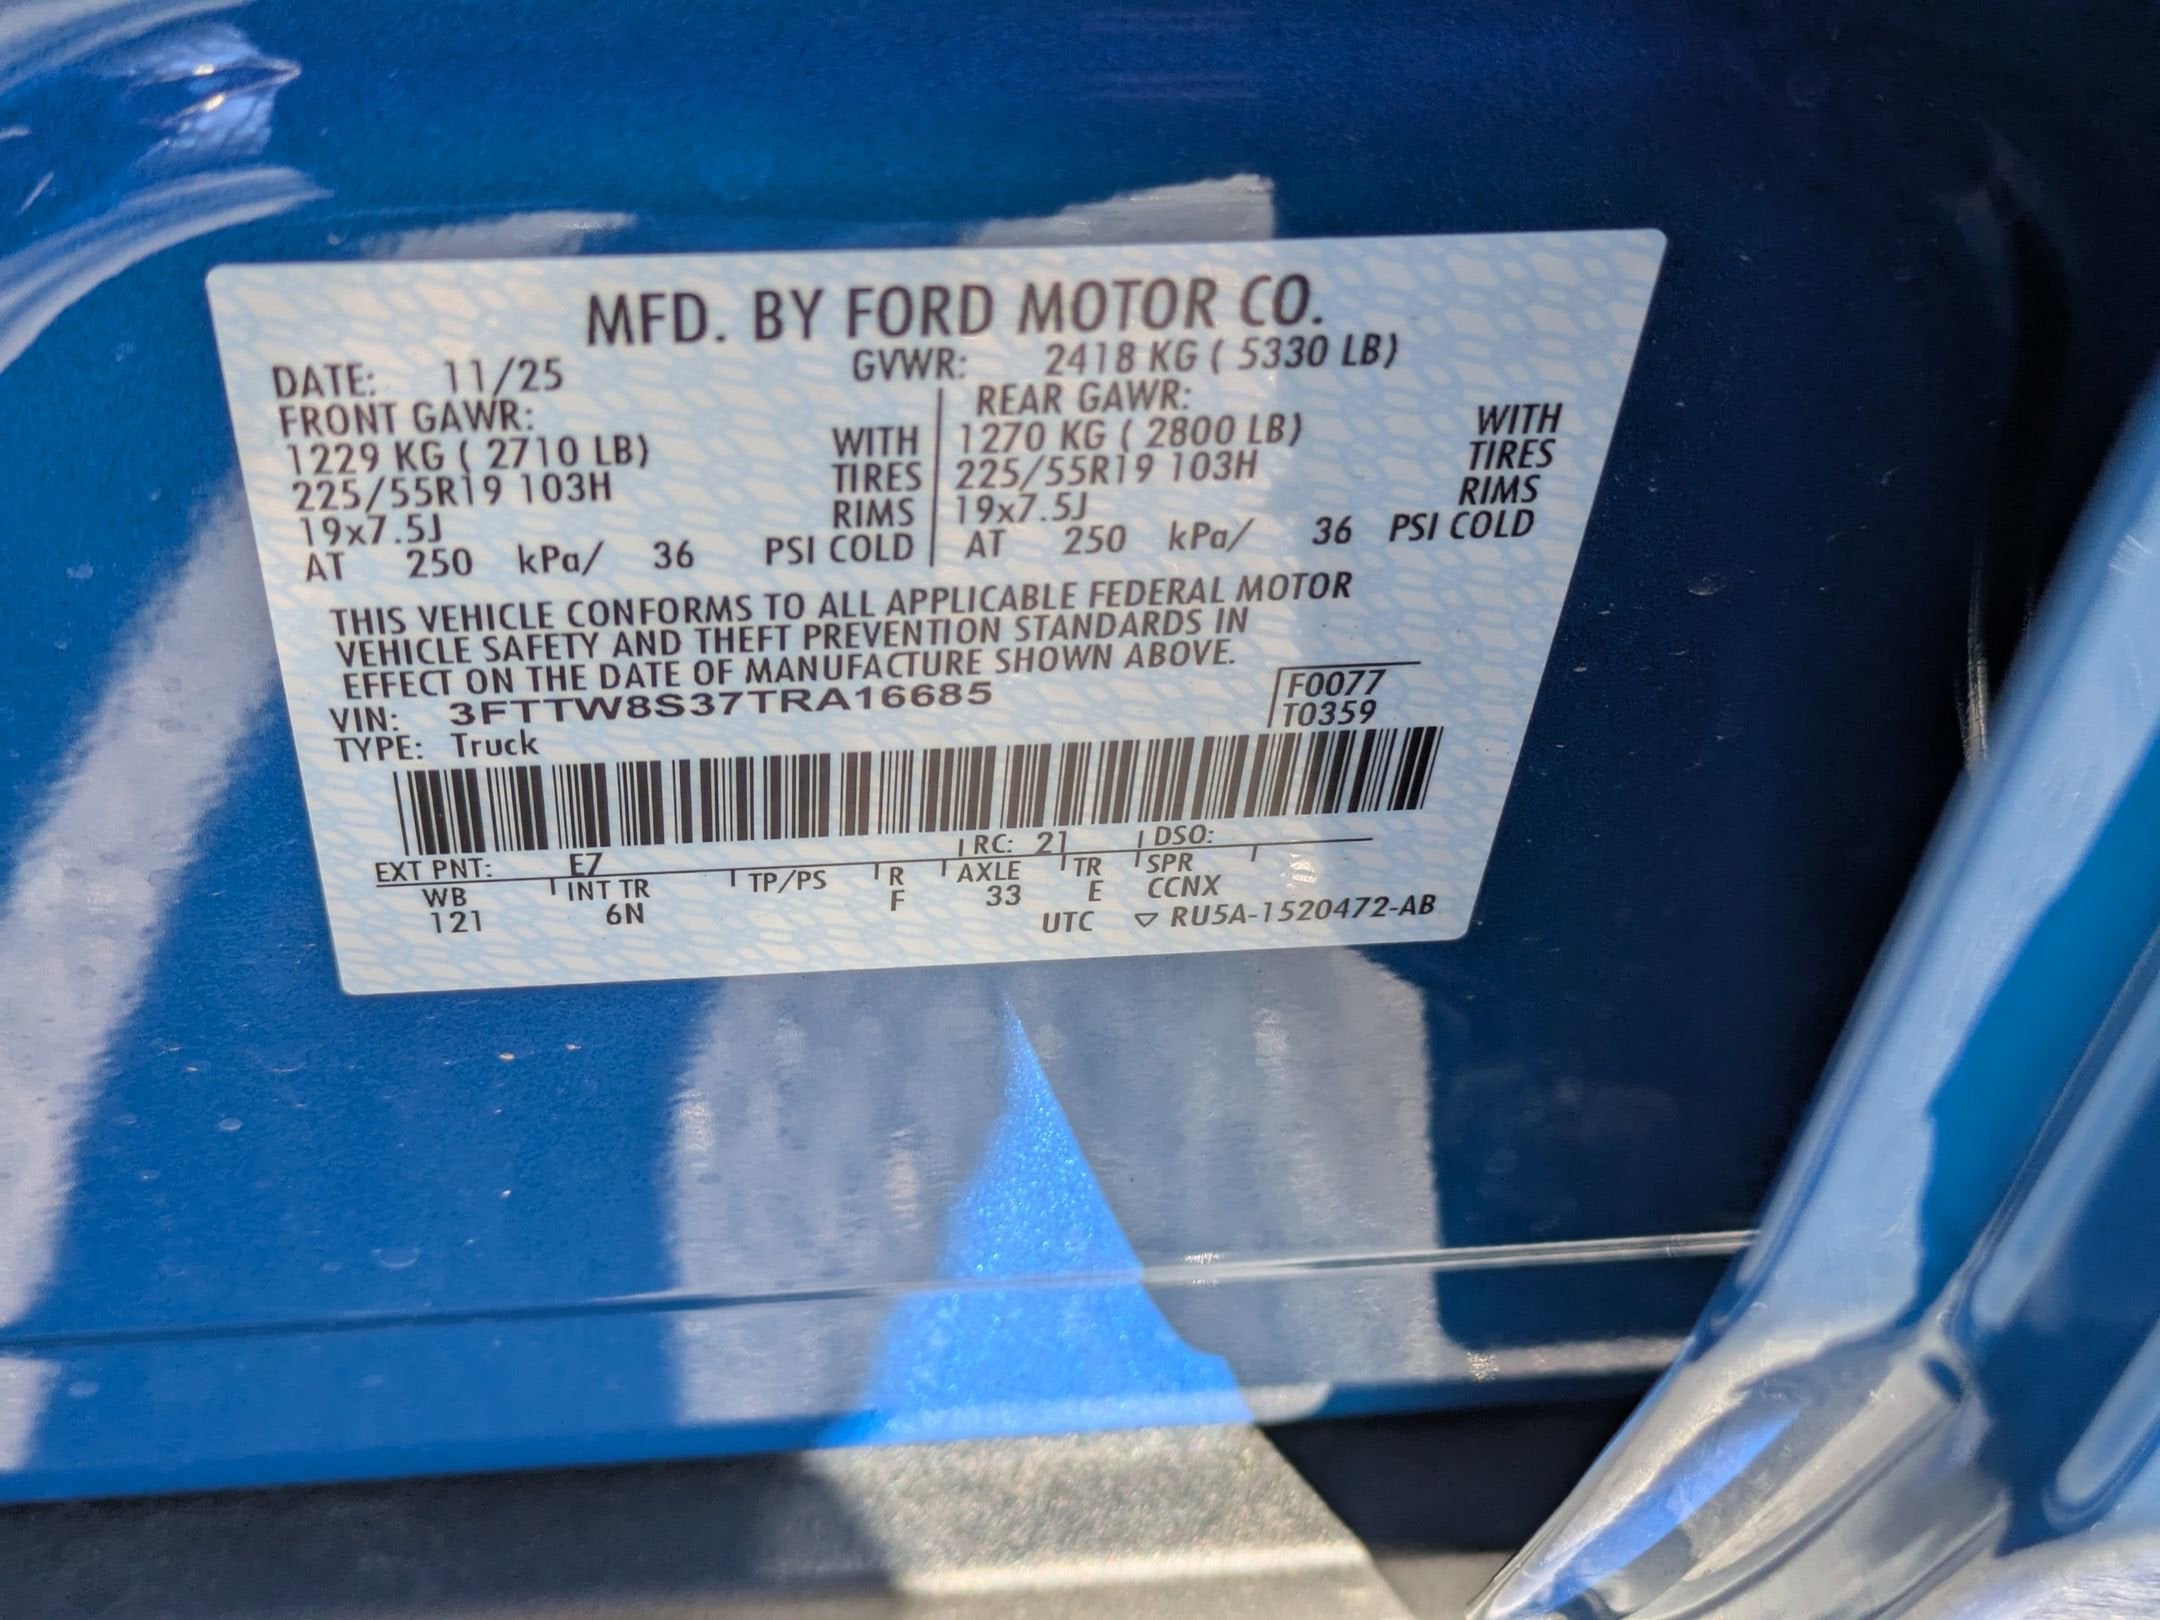 MFD. BY FORD MOTOR CO.
DATE: 11/25 GVWR: 2418 KG ( 5330 LB)
FRONT GAWR: REAR GAWR:
1229 KG ( 2710 LB) WITH 1270 KG ( 2800 LB) WITH
225/55R19 103H TIRES 225/55R19 103H TIRES
19x7.5J RIMS 19x7.5J RIMS
AT 250 kPa/ 36 PSI COLD AT 250 kPa/ 36 PSI COLD
THIS VEHICLE CONFORMS TO ALL APPLICABLE FEDERAL MOTOR
VEHICLE SAFETY AND THEFT PREVENTION STANDARDS IN
EFFECT ON THE DATE OF MANUFACTURE SHOWN ABOVE.
VIN: 3FTTW8S37TRA16685 F0077
TYPE: Truck T0359
EXT PNT: E7 RC: 21 DSO:
WB INT TR TP/PS R AXLE TR SPR
121 6N F 33 E CCNX
UTC ▽ RU5A-1520472-AB